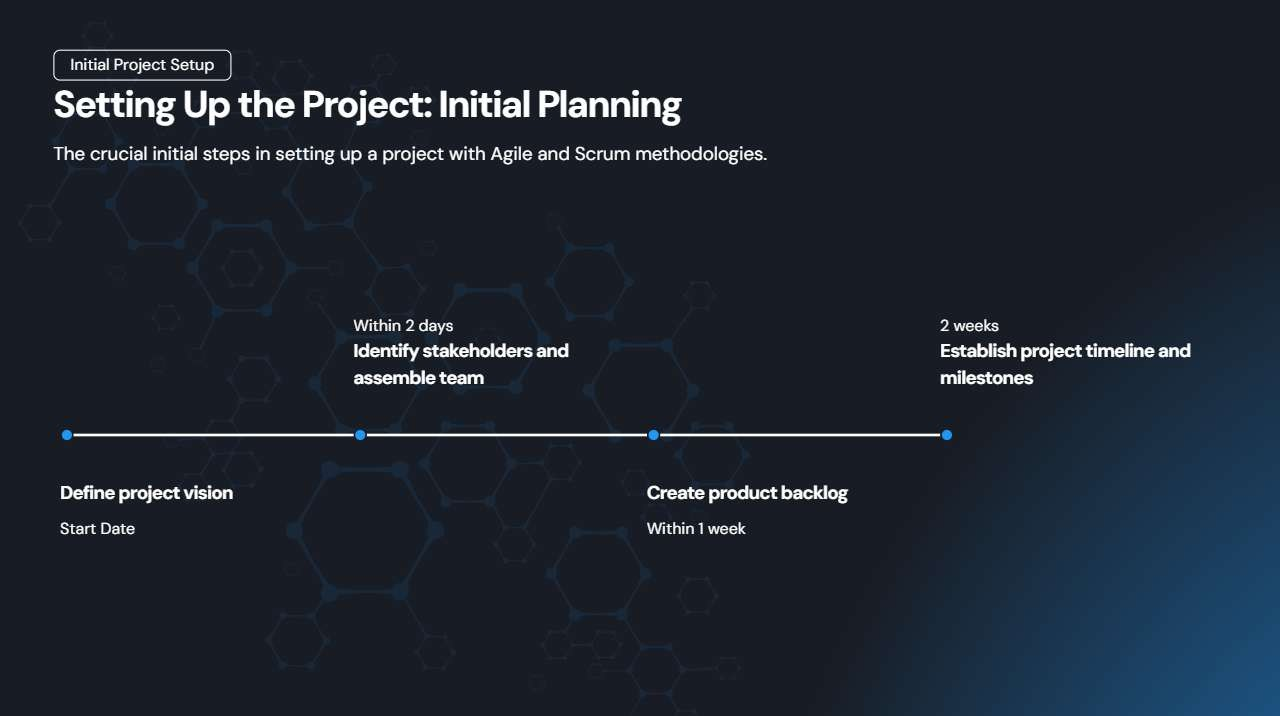 Initial Project Setup
Setting Up the Project: Initial Planning
The crucial initial steps in setting up a project with Agile and Scrum methodologies.
Define project vision
Start Date
Within 2 days
Identify stakeholders and
assemble team
Create product backlog
Within 1 week
2 weeks
Establish project timeline and
milestones